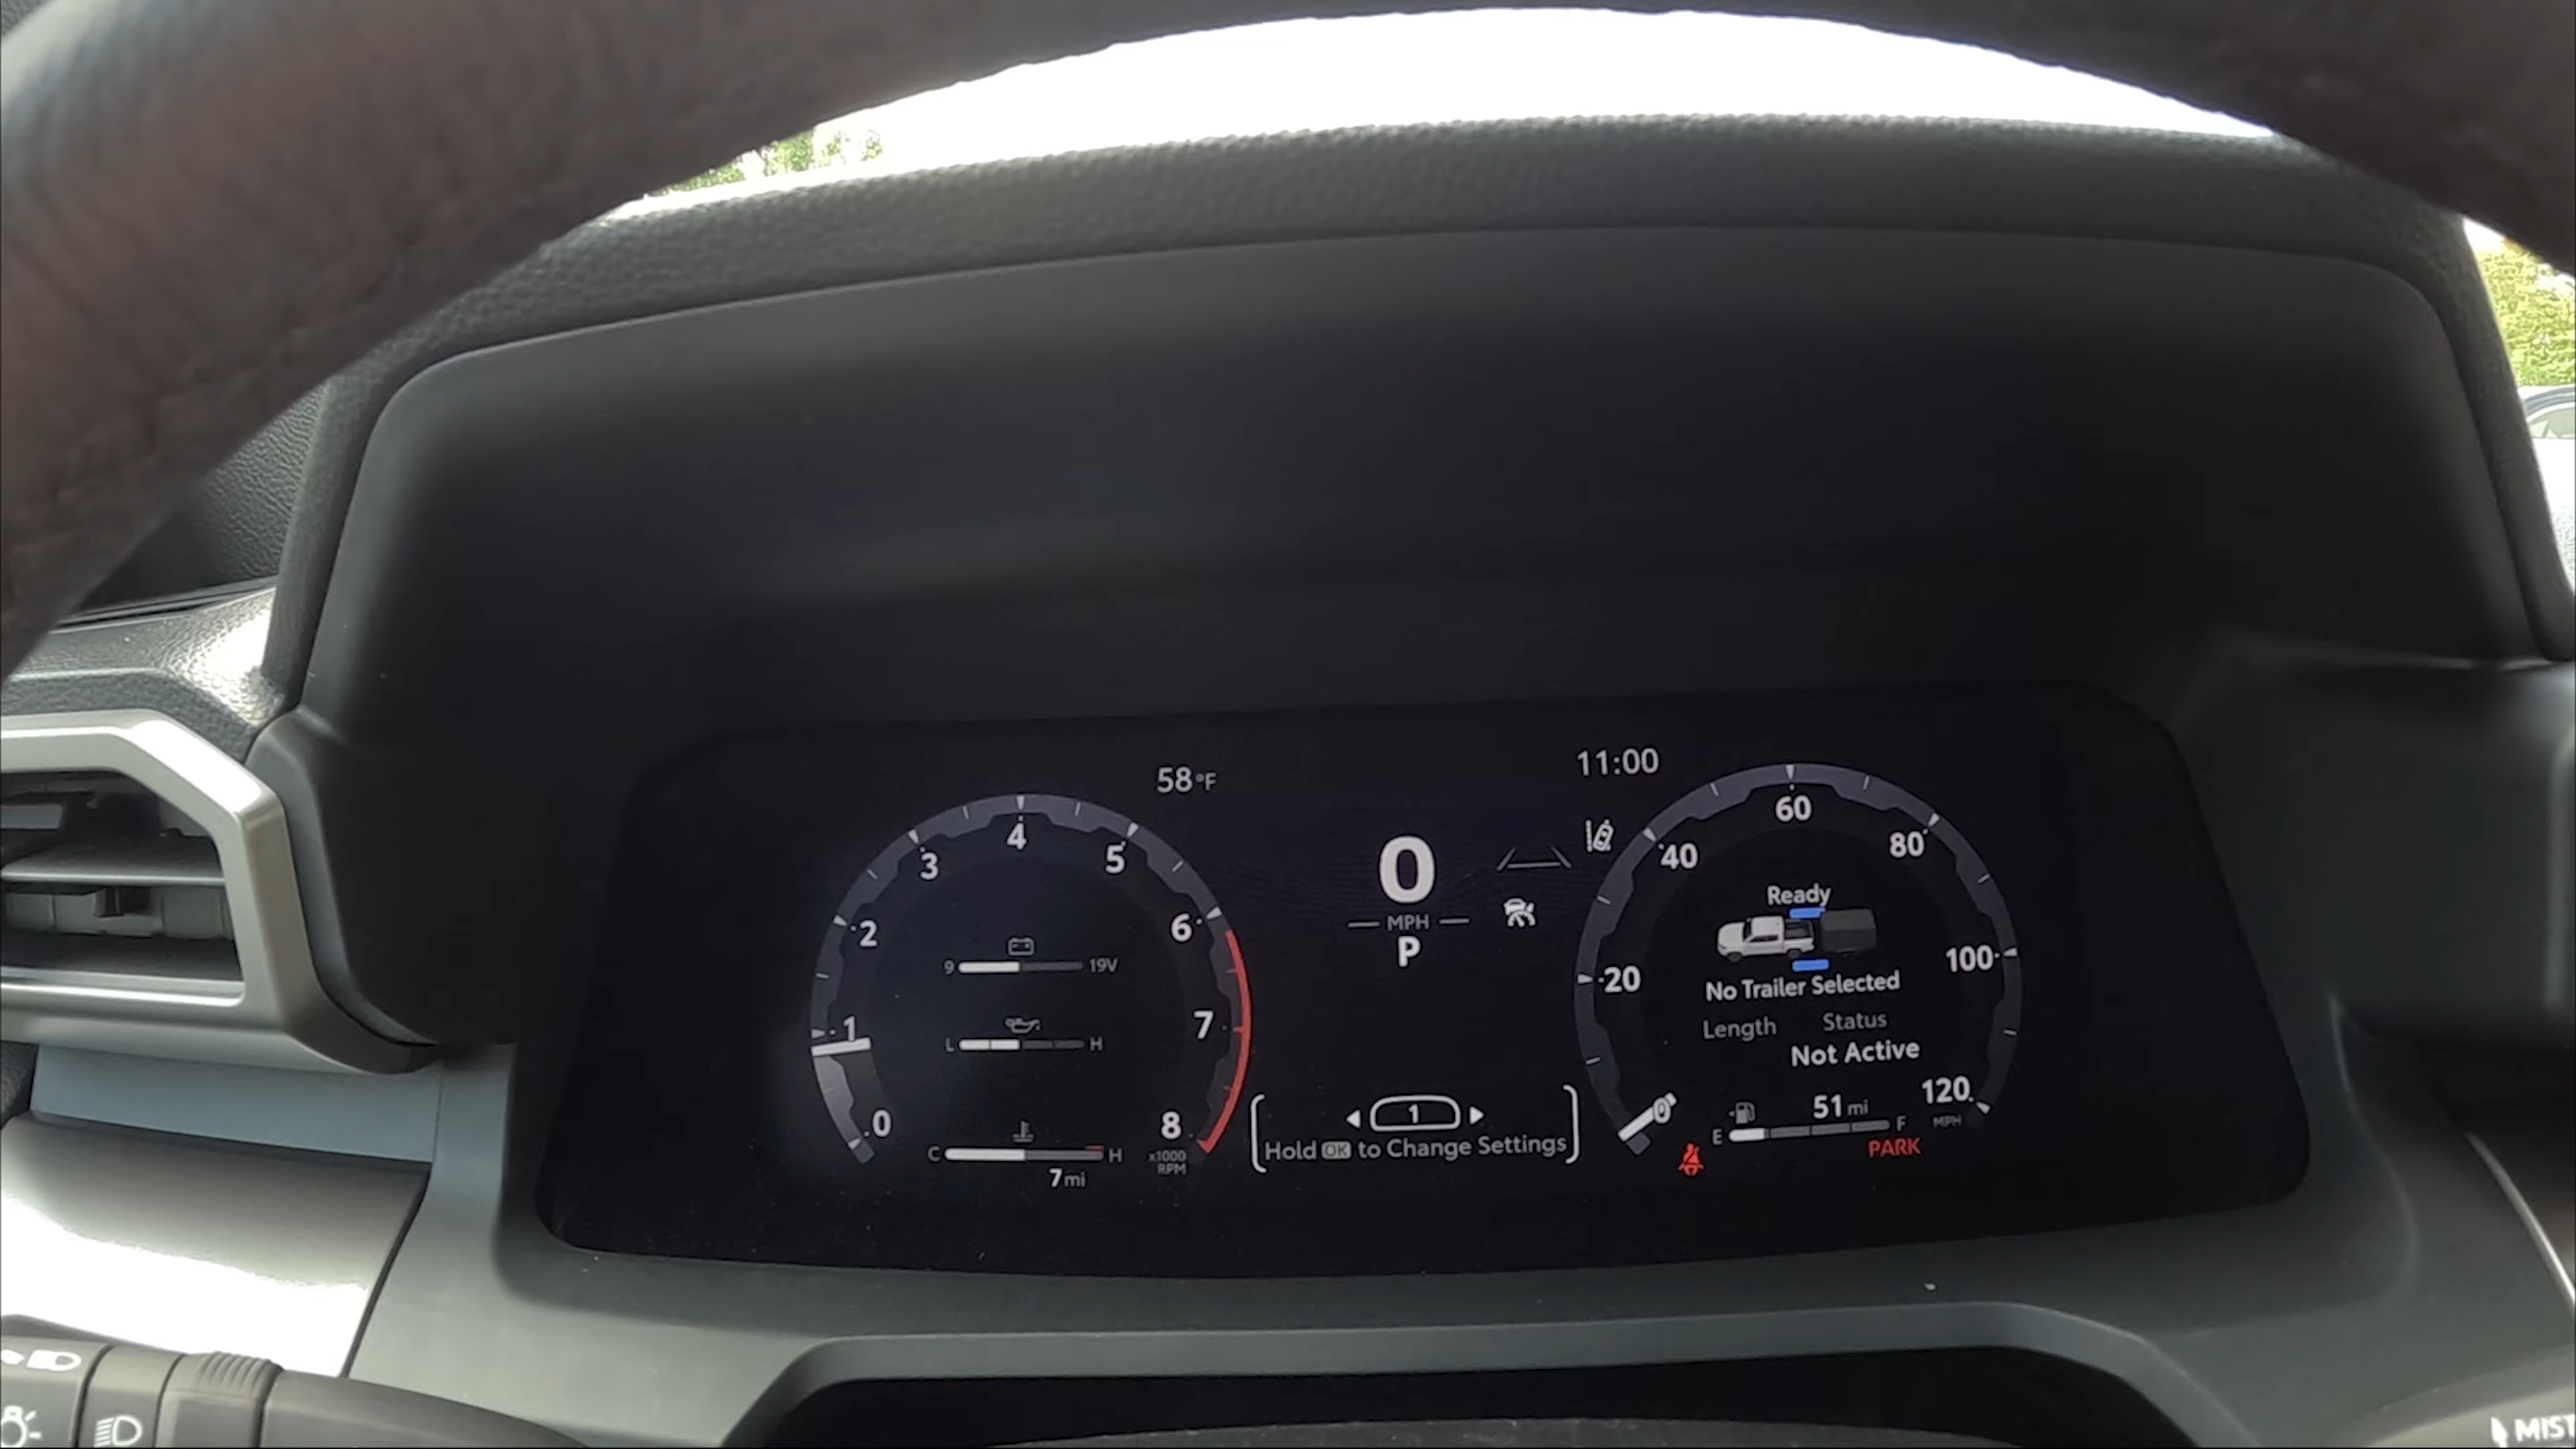 58°F
11:00
0
1
2
3
4
5
6
7
8
x1000
RPM
9
19V
L
H
C
H
7 mi
0
MPH
P
1
Hold OK to Change Settings
0
20
40
60
80
100
120
MPH
Ready
No Trailer Selected
Length
Status
Not Active
51 mi
E
F
PARK
MIST